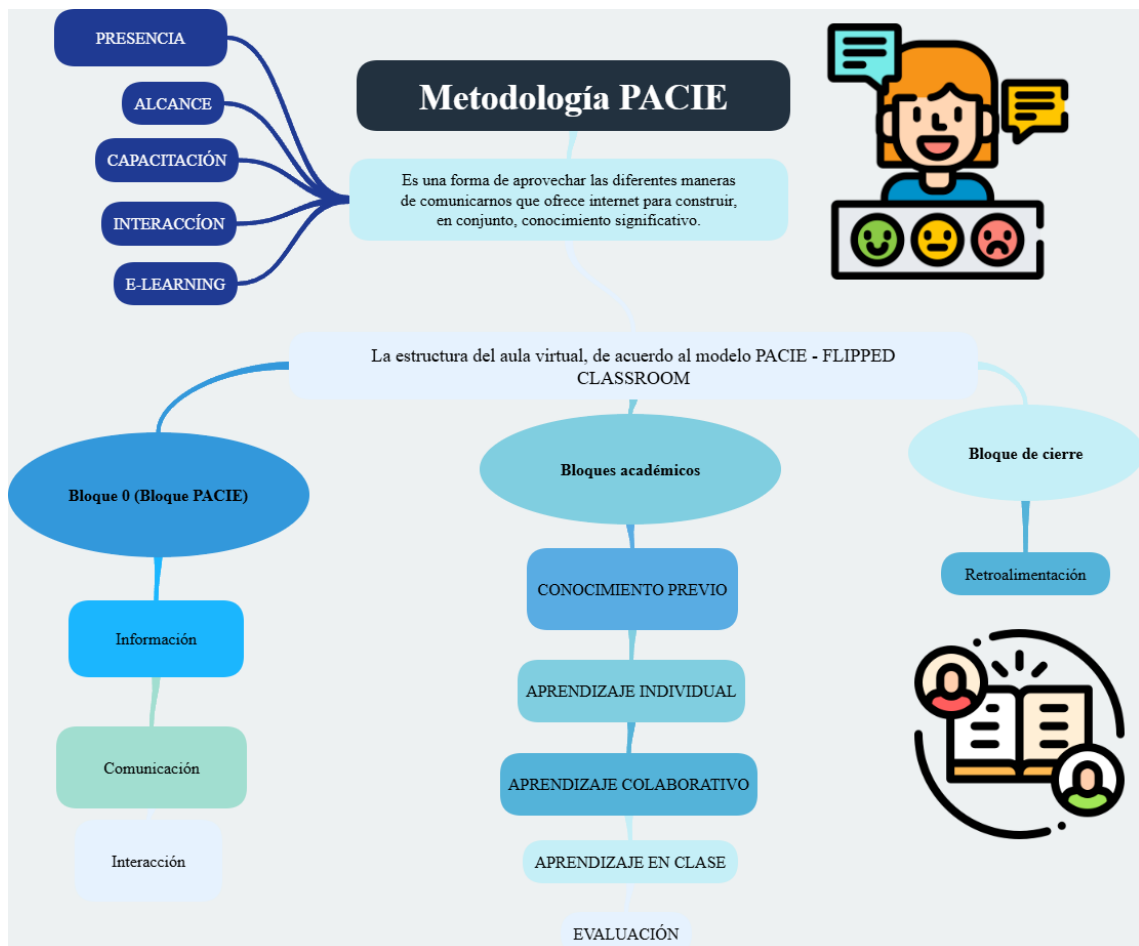 PRESENCIA
ALCANCE
CAPACITACIÓN
INTERACCÍON
E-LEARNING
Metodología PACIE
Es una forma de aprovechar las diferentes maneras
de comunicarnos que ofrece internet para construir,
en conjunto, conocimiento significativo.
La estructura del aula virtual, de acuerdo al modelo PACIE - FLIPPED
CLASSROOM
Bloque 0 (Bloque PACIE)
Información
Comunicación
Interacción
Bloques académicos
CONOCIMIENTO PREVIO
APRENDIZAJE INDIVIDUAL
APRENDIZAJE COLABORATIVO
APRENDIZAJE EN CLASE
EVALUACIÓN
Bloque de cierre
Retroalimentación